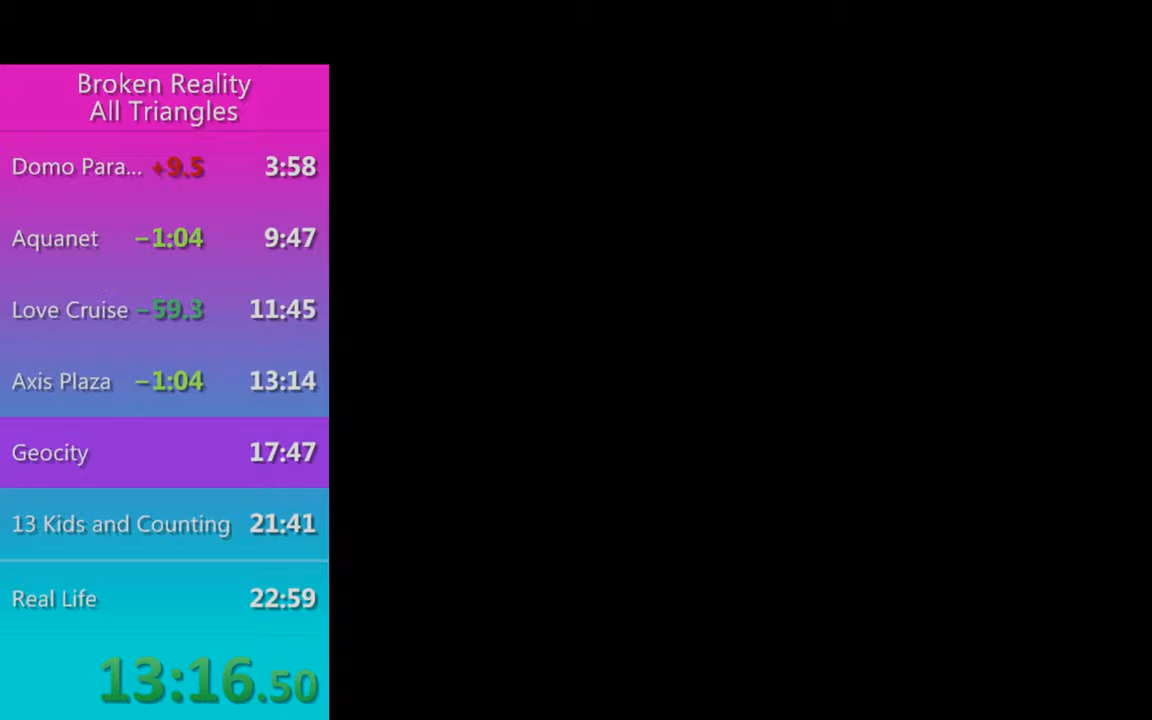 Broken Reality
All Triangles
Domo Para... +9.5 3:58
Aquanet −1:04 9:47
Love Cruise −59.3 11:45
Axis Plaza −1:04 13:14
Geocity 17:47
13 Kids and Counting 21:41
Real Life 22:59
13:16.50